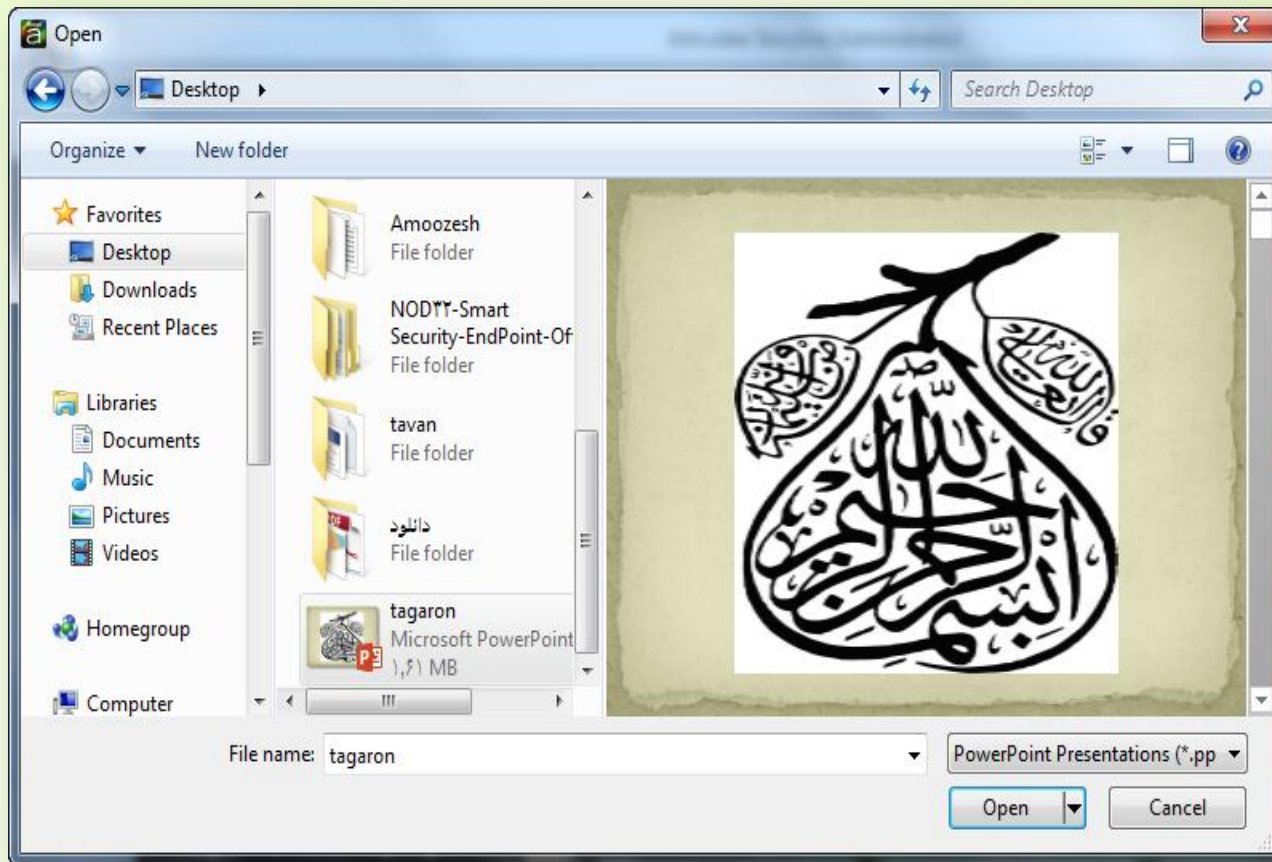 Open
Desktop
Search Desktop
Organize
New folder
Favorites
Desktop
Downloads
Recent Places
Libraries
Documents
Music
Pictures
Videos
Homegroup
Computer
Amoozesh
File folder
NOD۳۲-Smart
Security-EndPoint-Of
File folder
tavan
File folder
دانلود
File folder
tagaron
Microsoft PowerPoint
۱,۶۱ MB
بسم الله الرحمن الرحیم
File name: tagaron
PowerPoint Presentations (*.pp
Open
Cancel